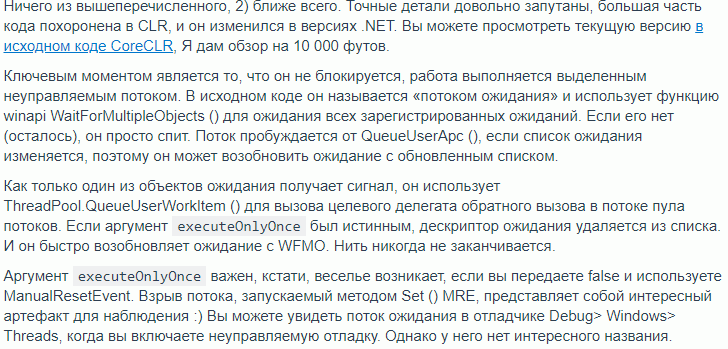 Ничего из вышеперечисленного, 2) ближе всего. Точные детали довольно запутаны, большая часть
кода похоронена в CLR, и он изменился в версиях .NET. Вы можете просмотреть текущую версию в
исходном коде CoreCLR, Я дам обзор на 10 000 футов.
Ключевым моментом является то, что он не блокируется, работа выполняется выделенным
неуправляемым потоком. В исходном коде он называется «потоком ожидания» и использует функцию
winapi WaitForMultipleObjects () для ожидания всех зарегистрированных ожиданий. Если его нет
(осталось), он просто спит. Поток пробуждается от QueueUserApc (), если список ожидания
изменяется, поэтому он может возобновить ожидание с обновленным списком.
Как только один из объектов ожидания получает сигнал, он использует
ThreadPool.QueueUserWorkItem () для вызова целевого делегата обратного вызова в потоке пула
потоков. Если аргумент executeOnlyOnce был истинным, дескриптор ожидания удаляется из списка.
И он быстро возобновляет ожидание с WFMO. Нить никогда не заканчивается.
Аргумент executeOnlyOnce важен, кстати, веселье возникает, если вы передаете false и используете
ManualResetEvent. Взрыв потока, запускаемый методом Set () MRE, представляет собой интересный
артефакт для наблюдения :) Вы можете увидеть поток ожидания в отладчике Debug> Windows>
Threads, когда вы включаете неуправляемую отладку. Однако у него нет интересного названия.